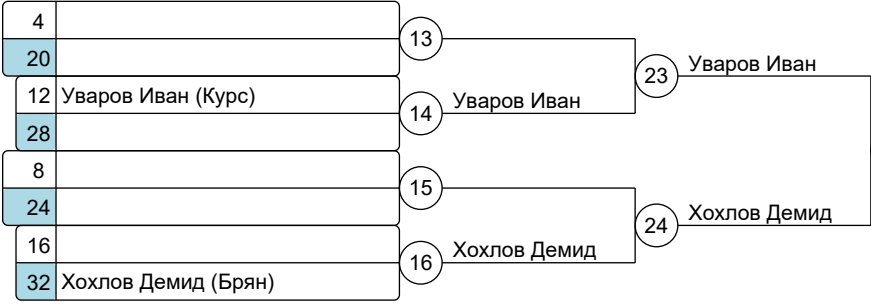 4
20
13
12 Уваров Иван (Курс)
28
14
Уваров Иван
23
Уваров Иван
8
24
15
16
32 Хохлов Демид (Брян)
16
Хохлов Демид
24
Хохлов Демид